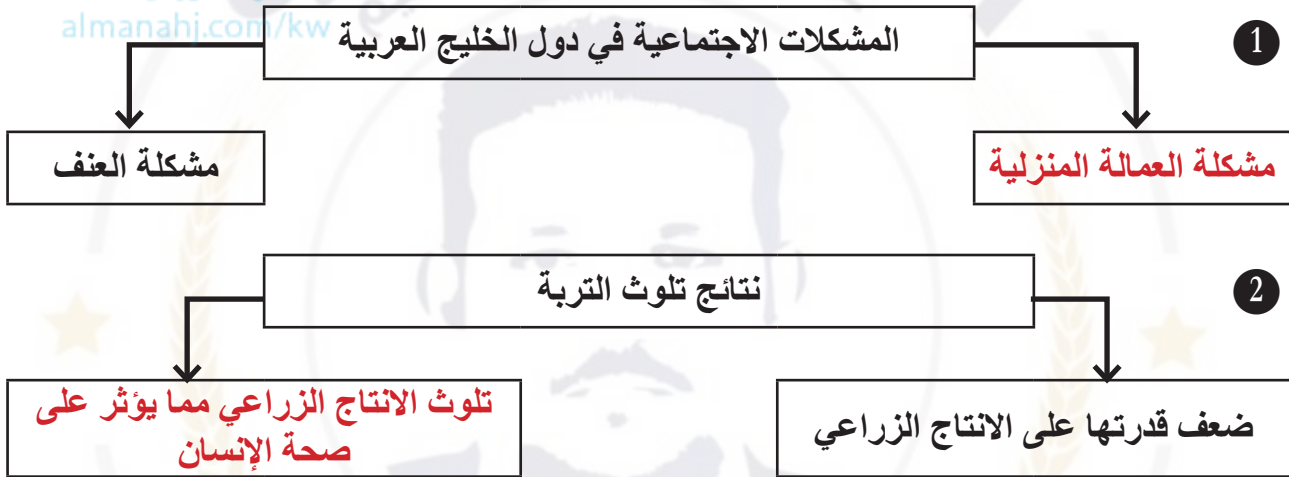 almanahj.com/kw
1
المشكلات الاجتماعية في دول الخليج العربية
مشكلة العمالة المنزلية
مشكلة العنف
2
نتائج تلوث التربة
ضعف قدرتها على الانتاج الزراعي
تلوث الانتاج الزراعي مما يؤثر على
صحة الإنسان